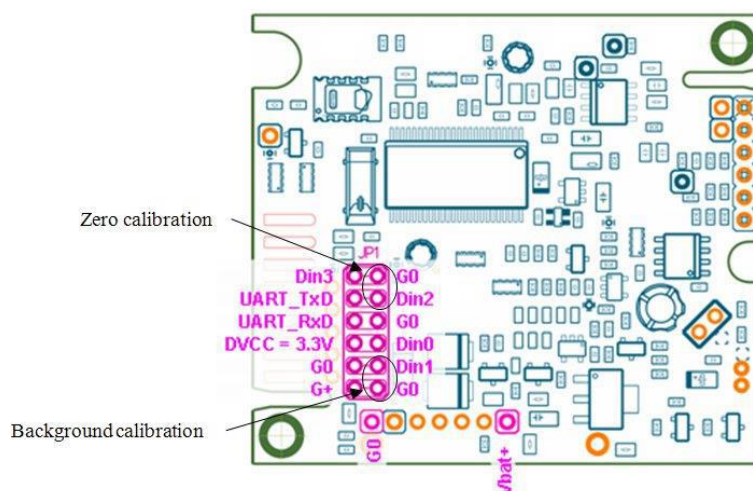 Zero calibration
JP1
Din3 G0
UART_TxD Din2
UART_RxD G0
DVCC = 3.3V Din0
G0 Din1
G+ G0
Background calibration
G0
Vbat+